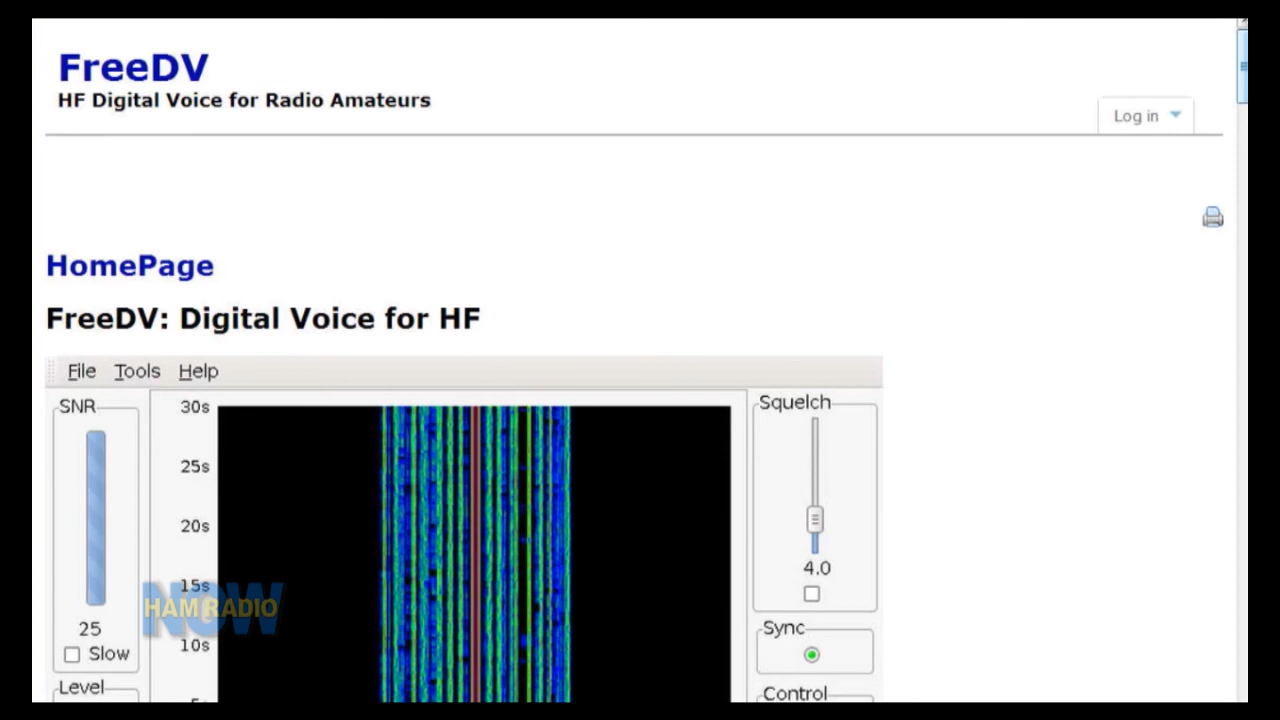 FreeDV
HF Digital Voice for Radio Amateurs
Log in
HomePage
FreeDV: Digital Voice for HF
File Tools Help
SNR
30s
Squelch
25s
20s
4.0
15s
NOW
HAM RADIO
25
10s
Sync
Slow
Level
Control